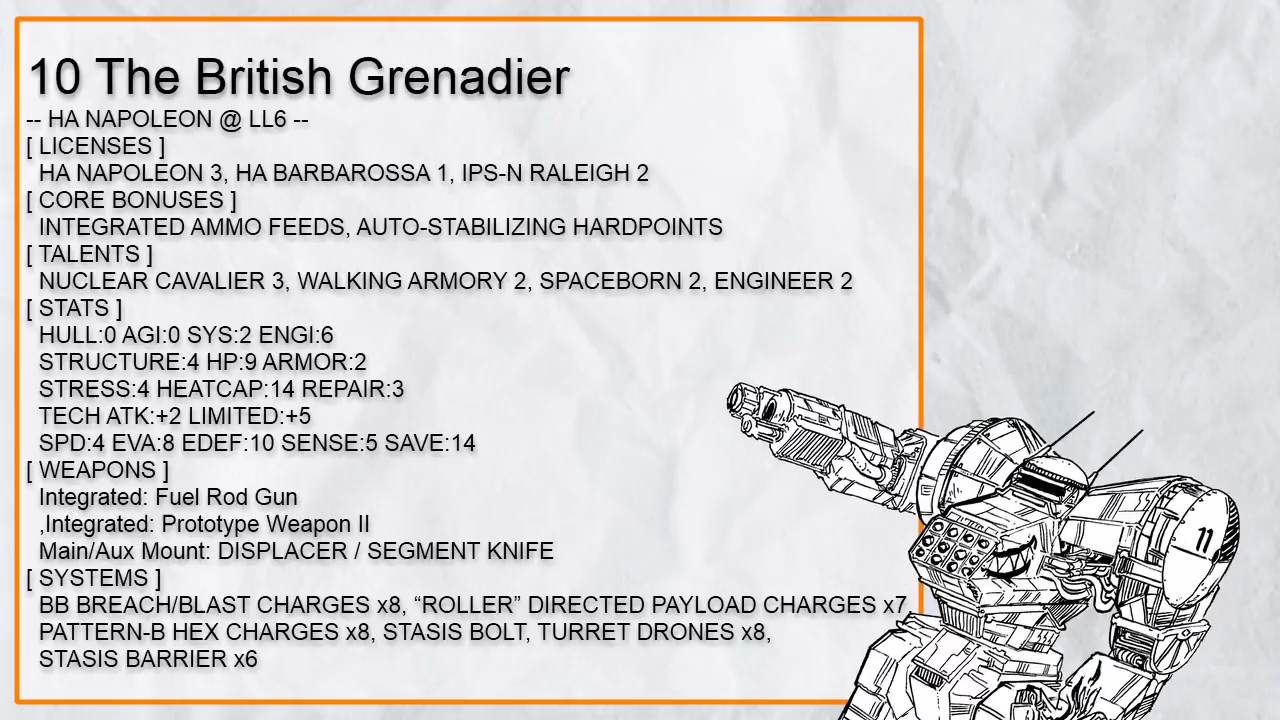 10 The British Grenadier
-- HA NAPOLEON @ LL6 --
[ LICENSES ]
HA NAPOLEON 3, HA BARBAROSSA 1, IPS-N RALEIGH 2
[ CORE BONUSES ]
INTEGRATED AMMO FEEDS, AUTO-STABILIZING HARDPOINTS
[ TALENTS ]
NUCLEAR CAVALIER 3, WALKING ARMORY 2, SPACEBORN 2, ENGINEER 2
[ STATS ]
HULL:0 AGI:0 SYS:2 ENGI:6
STRUCTURE:4 HP:9 ARMOR:2
STRESS:4 HEATCAP:14 REPAIR:3
TECH ATK:+2 LIMITED:+5
SPD:4 EVA:8 EDEF:10 SENSE:5 SAVE:14
[ WEAPONS ]
Integrated: Fuel Rod Gun
,Integrated: Prototype Weapon II
Main/Aux Mount: DISPLACER / SEGMENT KNIFE
[ SYSTEMS ]
BB BREACH/BLAST CHARGES x8, “ROLLER” DIRECTED PAYLOAD CHARGES x7,
PATTERN-B HEX CHARGES x8, STASIS BOLT, TURRET DRONES x8,
STASIS BARRIER x6
11